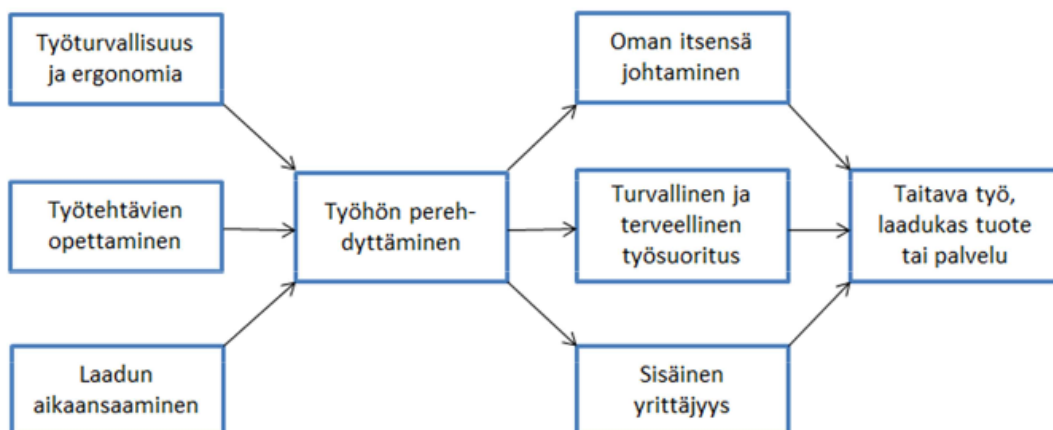 Työturvallisuus
ja ergonomia
Työtehtävien
opettaminen
Laadun
aikaansaaminen
Työhön pereh-
dyttäminen
Oman itsensä
johtaminen
Turvallinen ja
terveellinen
työsuoritus
Sisäinen
yrittäjyys
Taitava työ,
laadukas tuote
tai palvelu